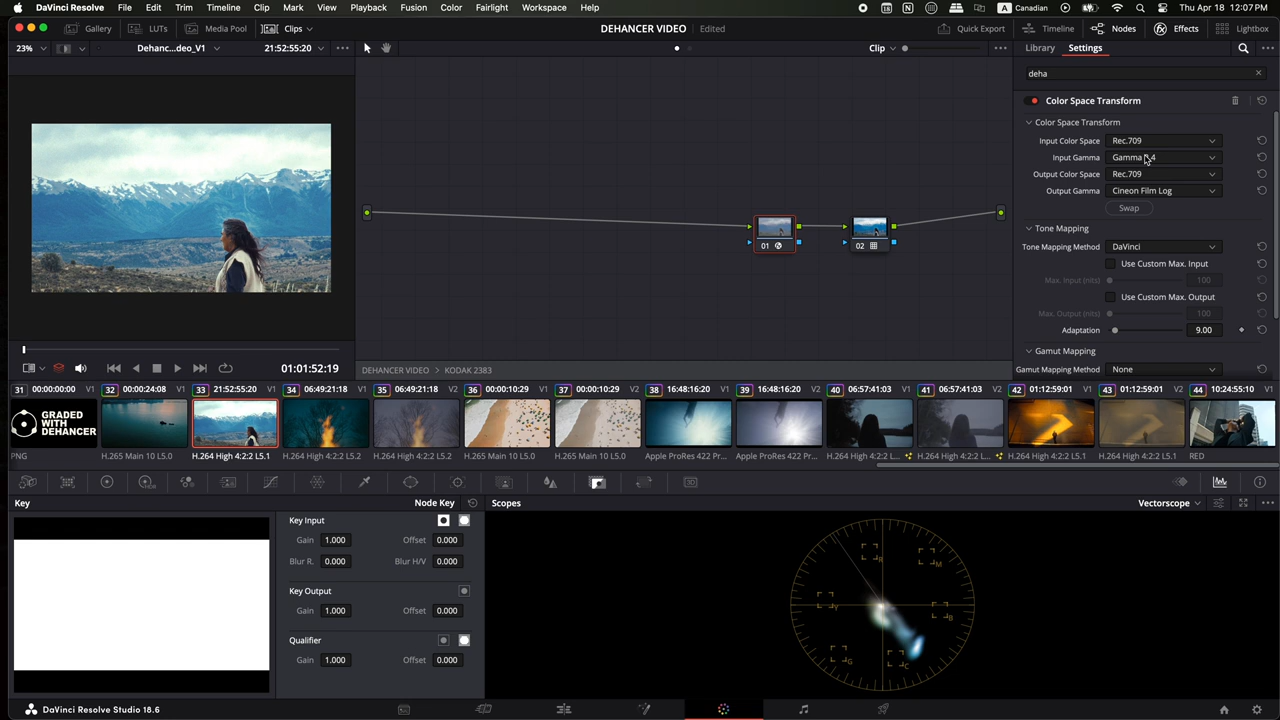 DaVinci Resolve File Edit Trim Timeline Clip Mark View Playback Fusion Color Fairlight Workspace Help
A Canadian Thu Apr 18 12:07 PM
Gallery LUTs Media Pool Clips DEHANCER VIDEO Edited Quick Export Timeline Nodes Effects Lightbox
23% Dehanc...deo_V1 21:52:55:20 Clip Library Settings
deha
Color Space Transform
Color Space Transform
Input Color Space Rec.709
Input Gamma
Output Color Space Rec.709
Output Gamma Cineon Film Log
Swap
01 02
Tone Mapping
Tone Mapping Method DaVinci
Use Custom Max. Input
Max. Input (nits) 100
Use Custom Max. Output
Max. Output (nits) 100
Adaptation 9.00
Gamut Mapping
Gamut Mapping Method None
01:01:52:19
DEHANCER VIDEO > KODAK 2383
31 00:00:00:00 V1 32 00:00:24:08 V1 33 21:52:55:20 V1 34 06:49:21:18 V1 35 06:49:21:18 V2 36 00:00:10:29 V1 37 00:00:10:29 V2 38 16:48:16:20 V1 39 16:48:16:20 V2 40 06:57:41:03 V1 41 06:57:41:03 V2 42 01:12:59:01 V1 43 01:12:59:01 V2 44 10:24:55:10 V1
GRADED
WITH
DEHANCER
PNG H.265 Main 10 L5.0 H.264 High 4:2:2 L5.1 H.264 High 4:2:2 L5.2 H.264 High 4:2:2 L5.2 H.265 Main 10 L5.0 H.265 Main 10 L5.0 Apple ProRes 422 Pr... Apple ProRes 422 Pr... H.264 High 4:2:2 L... H.264 High 4:2:2 L... H.264 High 4:2:2 L5.1 H.264 High 4:2:2 L5.1 RED
Key Node Key Scopes Vectorscope
Key Input
Gain 1.000 Offset 0.000
Blur R. 0.000 Blur H/V 0.000
Key Output
Gain 1.000 Offset 0.000
Qualifier
Gain 1.000 Offset 0.000
R
M
Y
B
G
C
DaVinci Resolve Studio 18.6